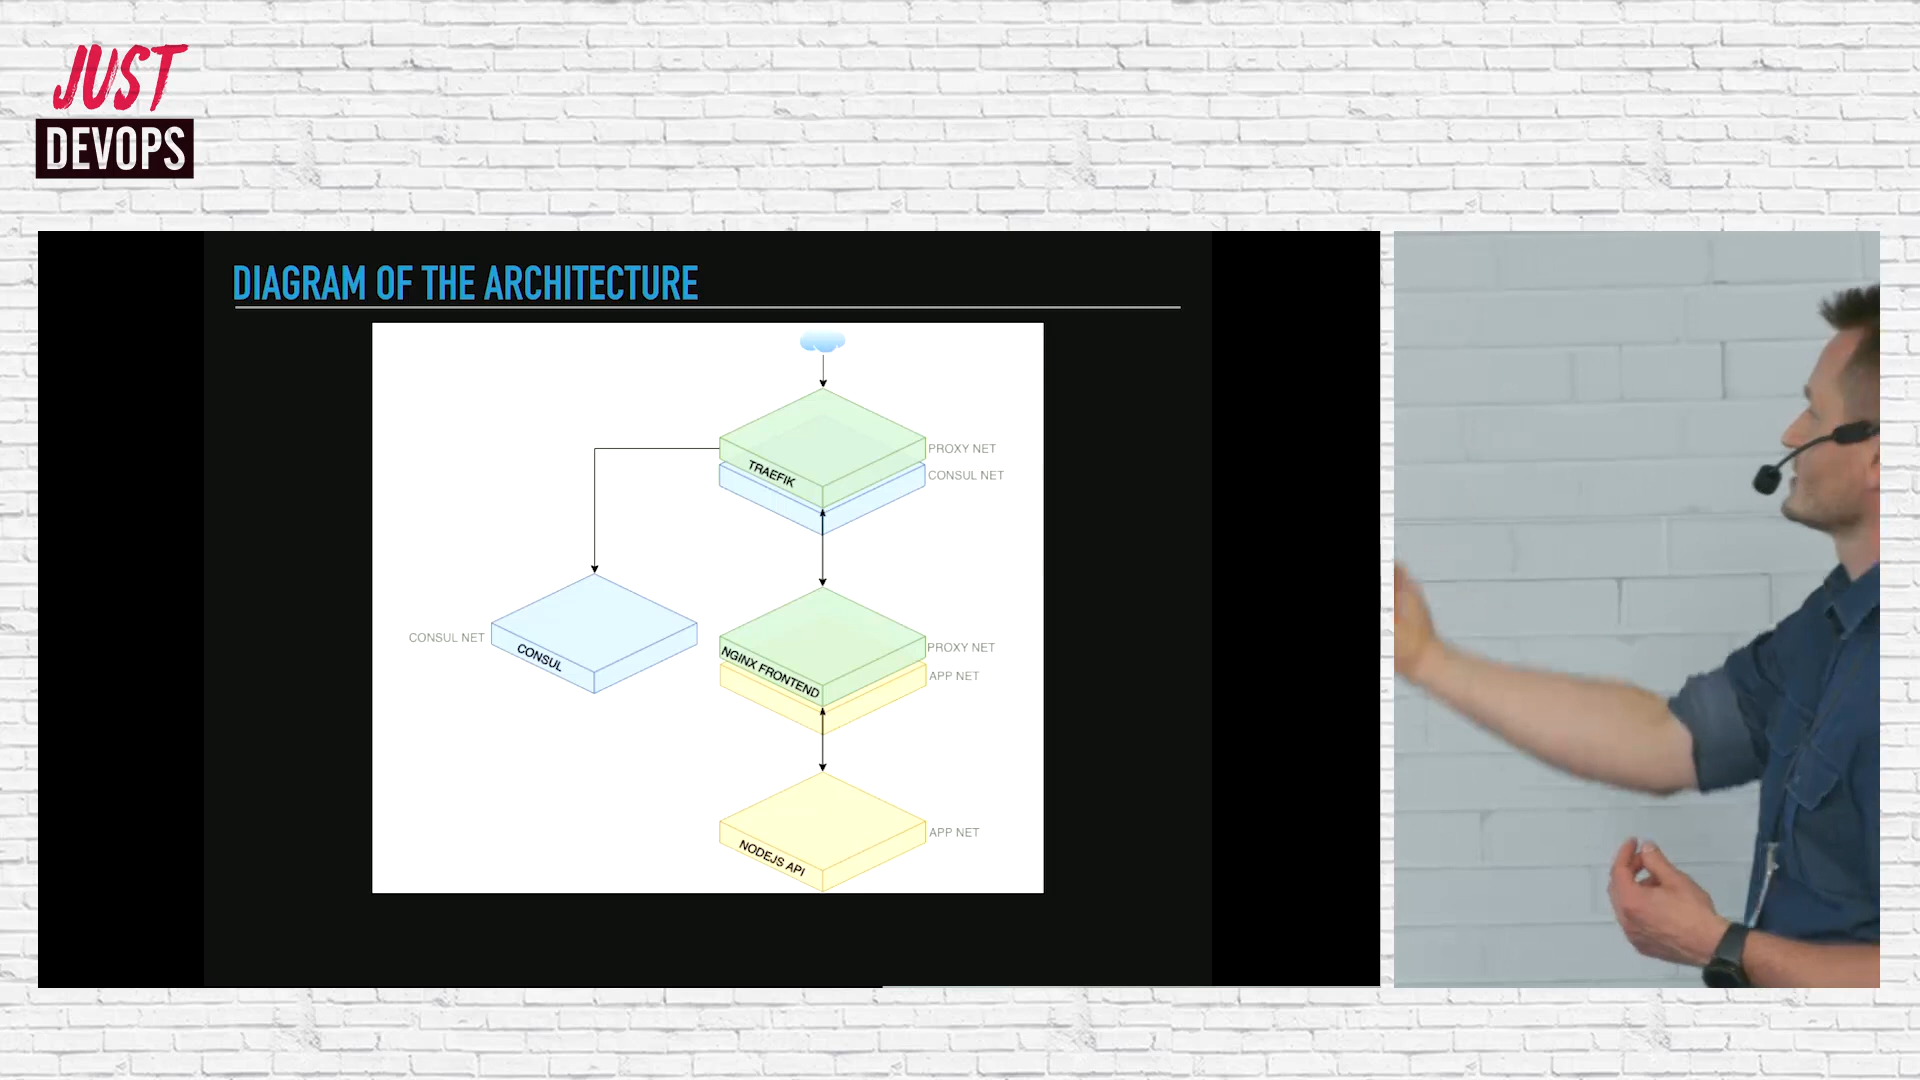 JUST
DEVOPS
DIAGRAM OF THE ARCHITECTURE
PROXY NET
TRAEFIK
CONSUL NET
CONSUL NET
CONSUL
PROXY NET
NGINX FRONTEND
APP NET
APP NET
NODEJS API